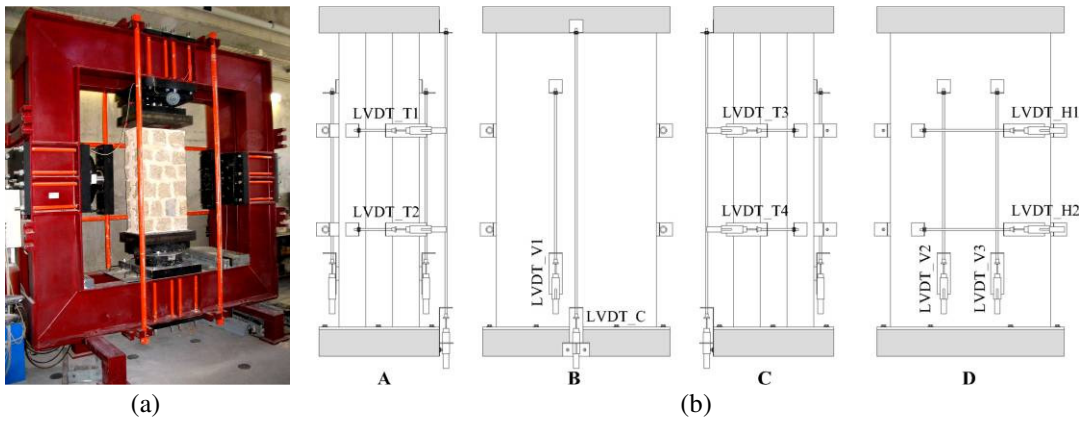 LVDT_T1
LVDT_T2
LVDT_V1
LVDT_C
LVDT_T3
LVDT_T4
LVDT_H1
LVDT_H2
LVDT_V2
LVDT_V3
A
B
C
D
(a)
(b)